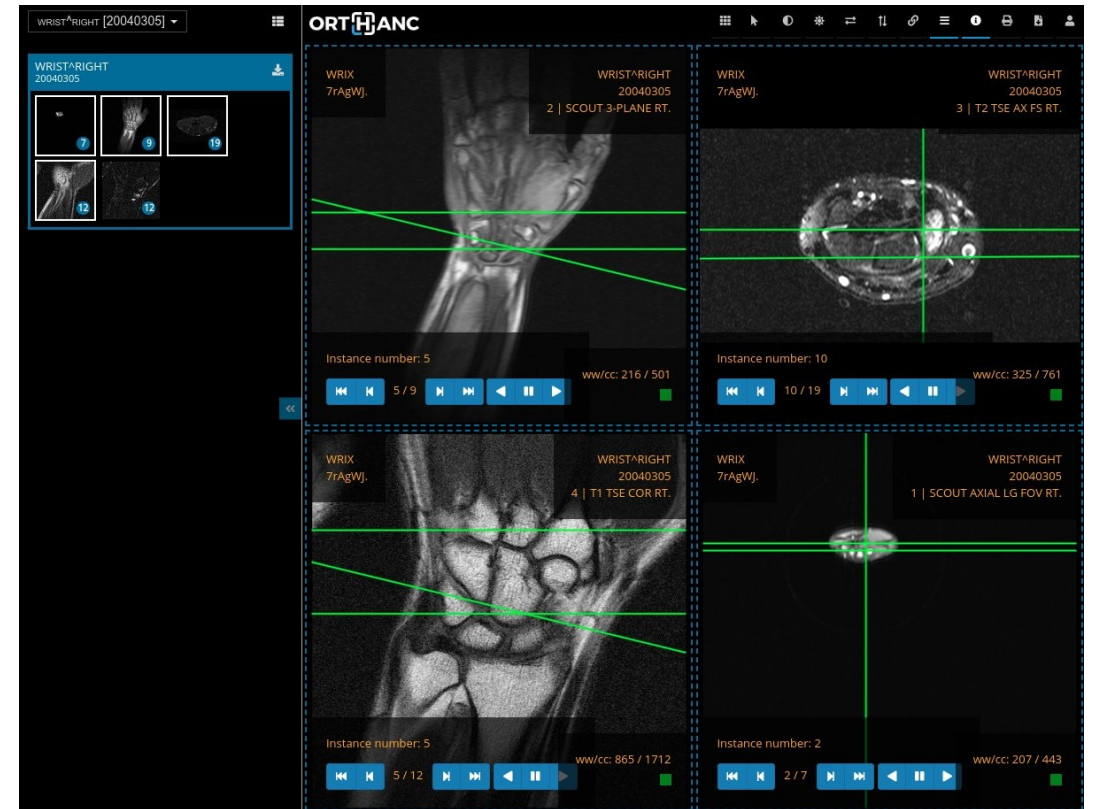 WRIST^RIGHT [20040305]
ORTHANC
WRIST^RIGHT
20040305
7
9
19
12
12
WRIX
7rAgWJ.
WRIST^RIGHT
20040305
2 | SCOUT 3-PLANE RT.
Instance number: 5
ww/cc: 216 / 501
5 / 9
WRIX
7rAgWJ.
WRIST^RIGHT
20040305
3 | T2 TSE AX FS RT.
Instance number: 10
ww/cc: 325 / 761
10 / 19
WRIX
7rAgWJ.
WRIST^RIGHT
20040305
4 | T1 TSE COR RT.
Instance number: 5
ww/cc: 865 / 1712
5 / 12
WRIX
7rAgWJ.
WRIST^RIGHT
20040305
1 | SCOUT AXIAL LG FOV RT.
Instance number: 2
ww/cc: 207 / 443
2 / 7